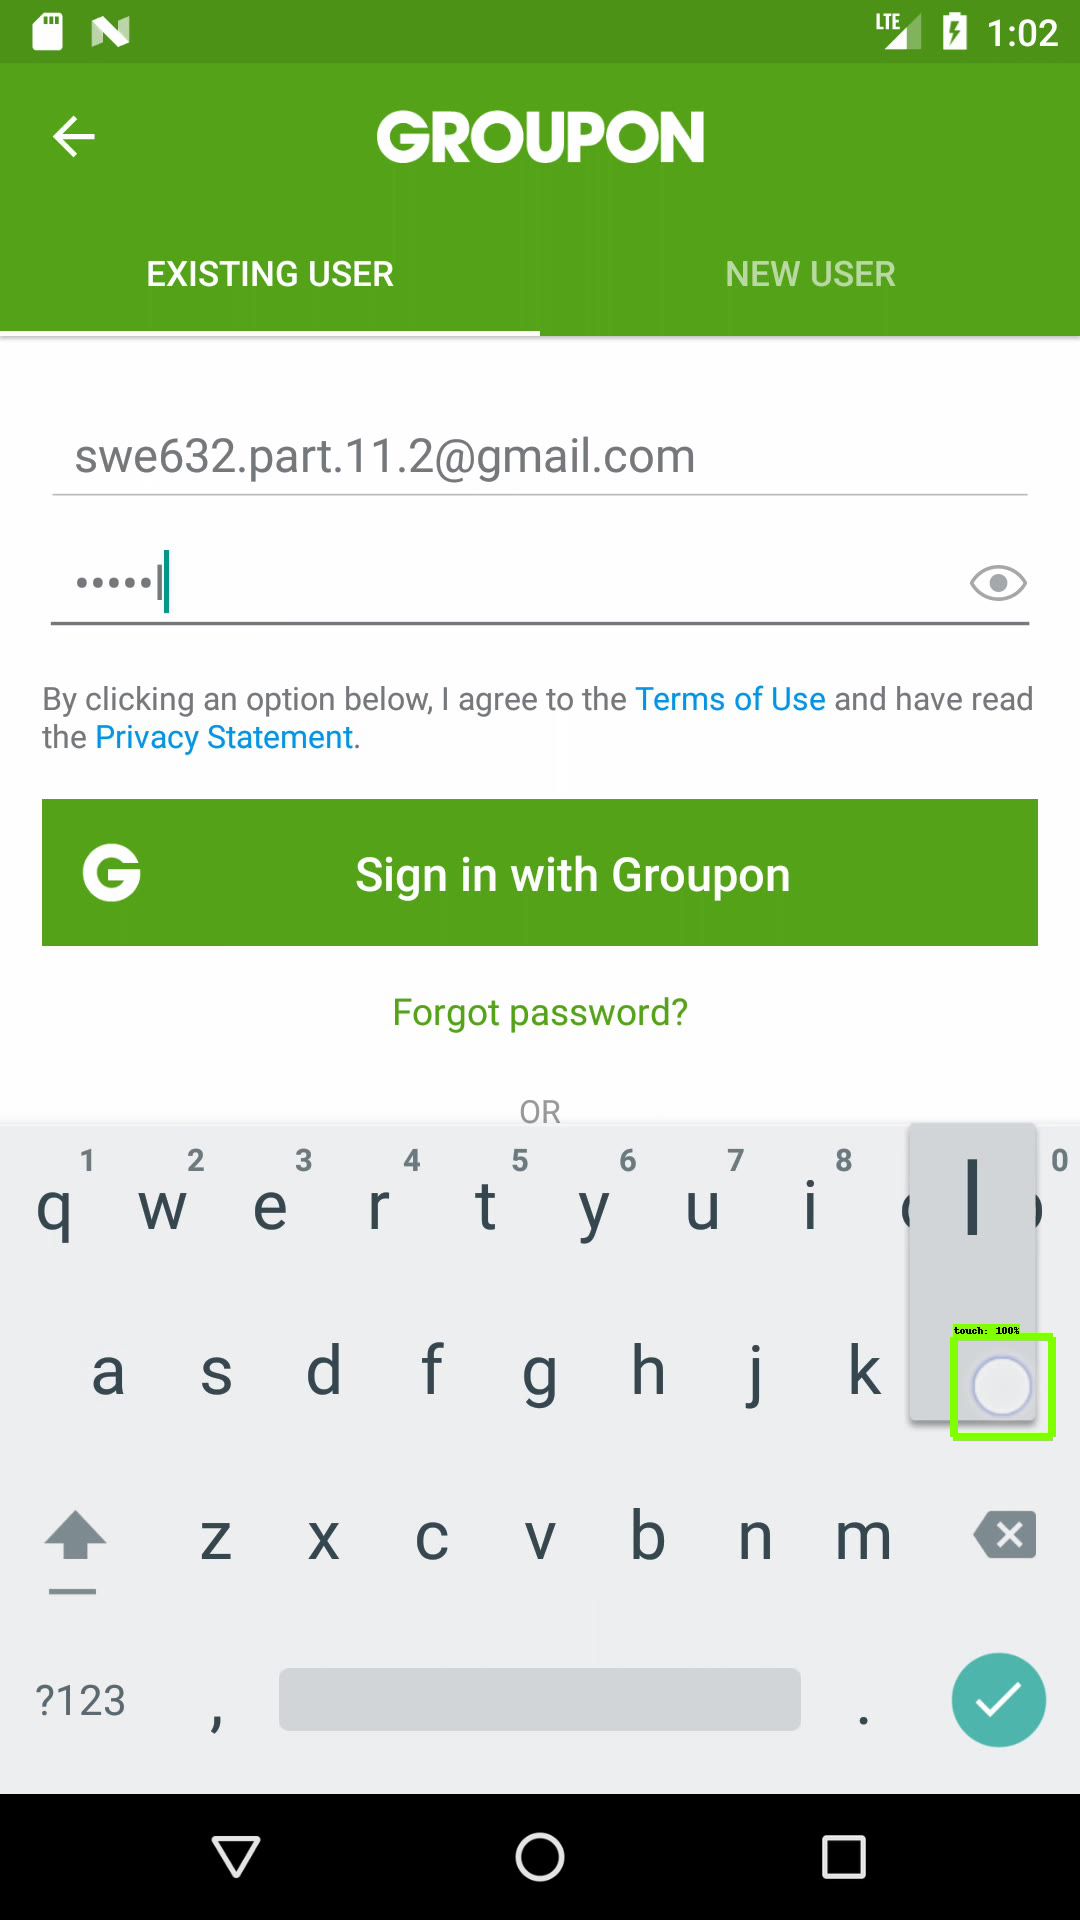 LTE 1:02
GROUPON
EXISTING USER NEW USER
swe632.part.11.2@gmail.com
•••••l
By clicking an option below, I agree to the Terms of Use and have read
the Privacy Statement.
G Sign in with Groupon
Forgot password?
OR
1 2 3 4 5 6 7 8 0
q w e r t y u i l
touch: 100%
a s d f g h j k
z x c v b n m
?123 , .